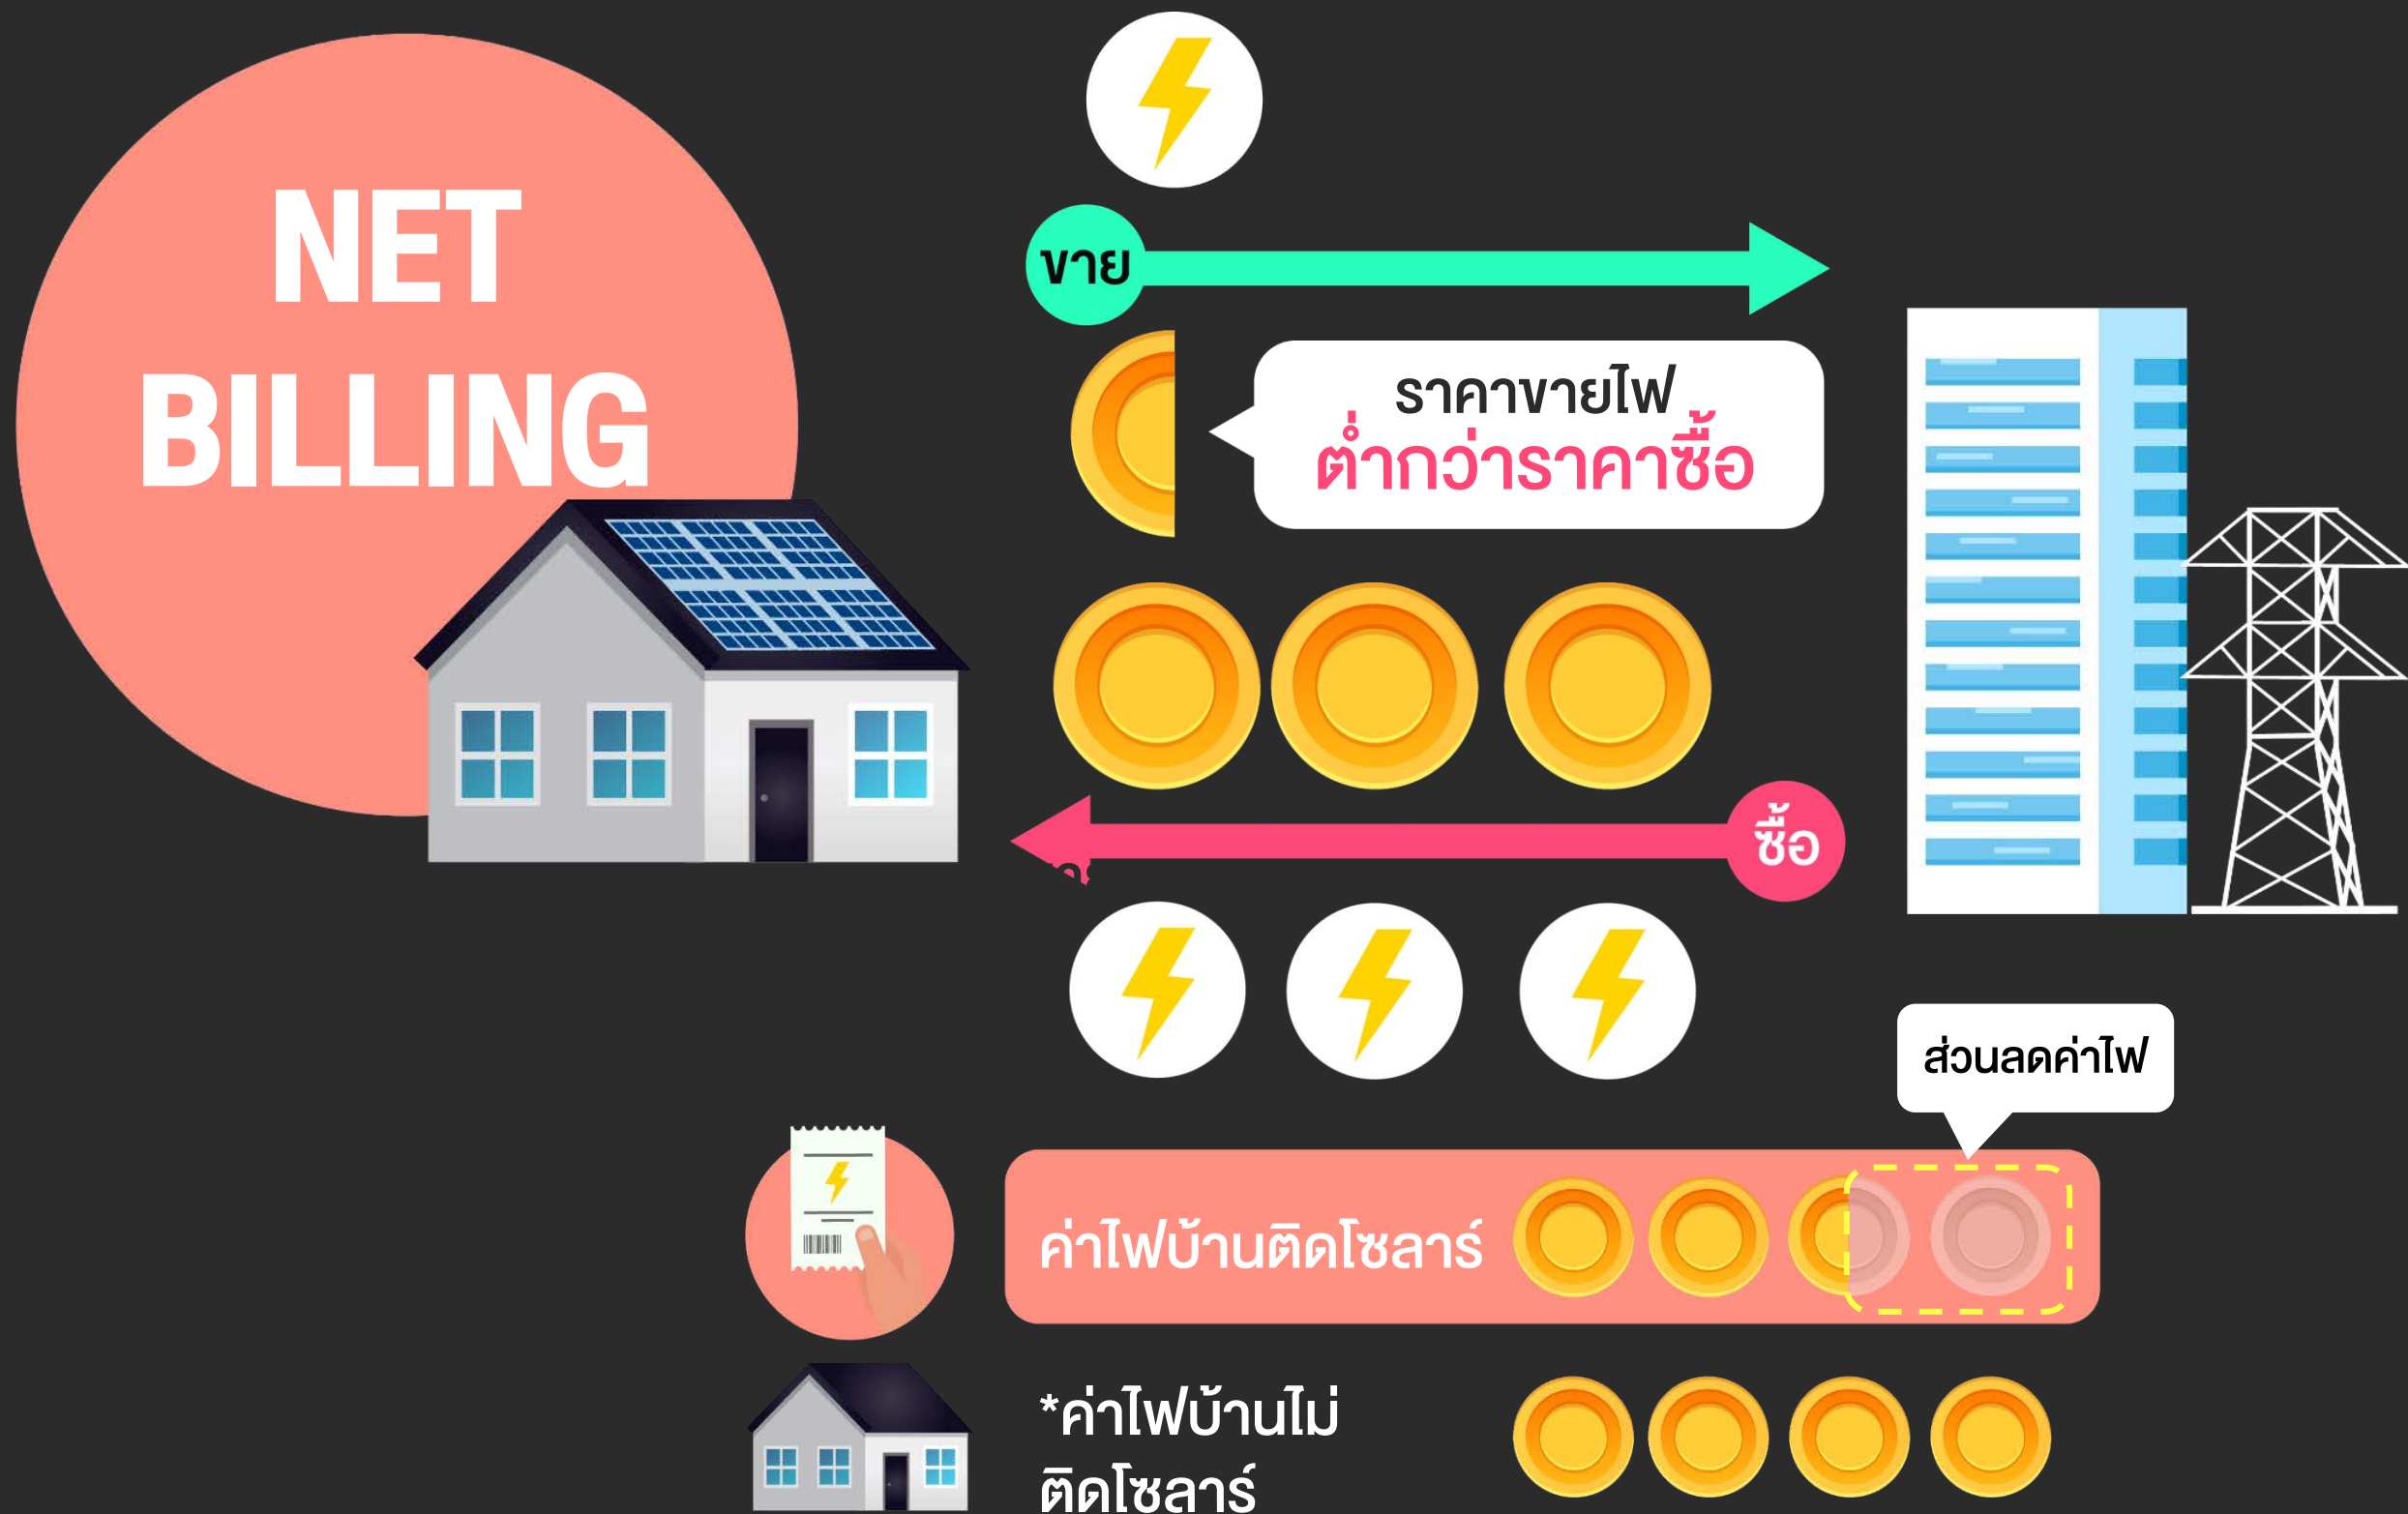 NET
BILLING
ขาย
ราคาขายไฟ
ต่ำกว่าราคาซื้อ
ซื้อ
ส่วนลดค่าไฟ
ค่าไฟบ้านติดโซลาร์
*ค่าไฟบ้านไม่
ติดโซลาร์